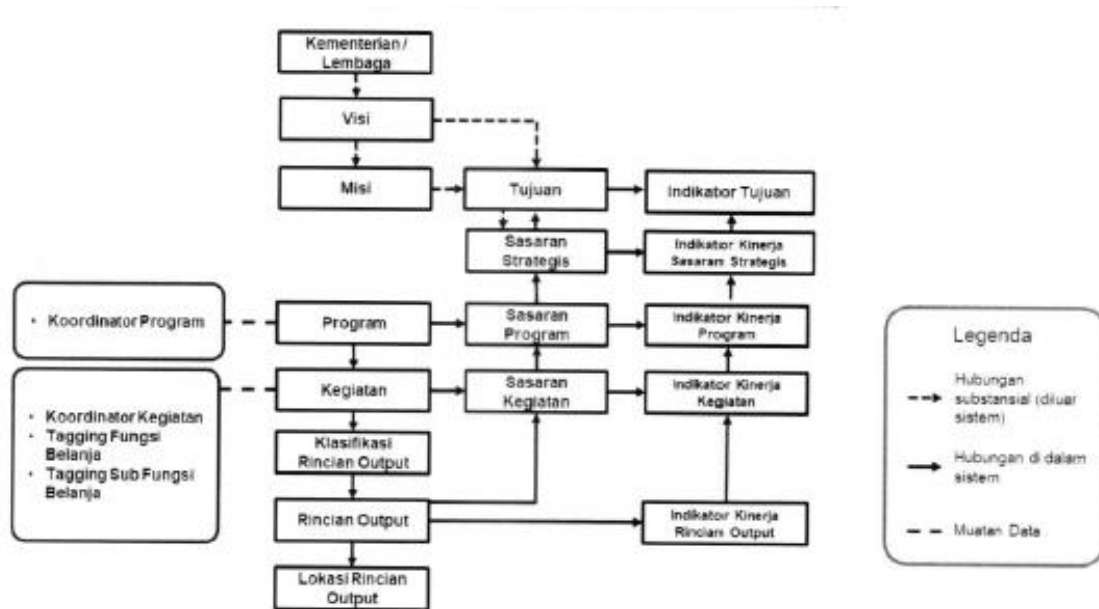 Kementerian /
Lembaga
Visi
Misi
Tujuan
Indikator Tujuan
Sasaran
Strategis
Indikator Kinerja
Sasaram Strategis
• Koordinator Program
Program
Sasaran
Program
Indikator Kinerja
Program
Kegiatan
Sasaran
Kegiatan
Indikator Kinerja
Kegiatan
• Koordinator Kegiatan
• Tagging Fungsi
Belanja
• Tagging Sub Fungsi
Belanja
Klasifikasi
Rincian Output
Rincian Output
Indikator Kinerja
Rincian Output
Lokasi Rincian
Output
Legenda
Hubungan
substansial (diluar
sistem)
Hubungan di dalam
sistem
Muatan Data